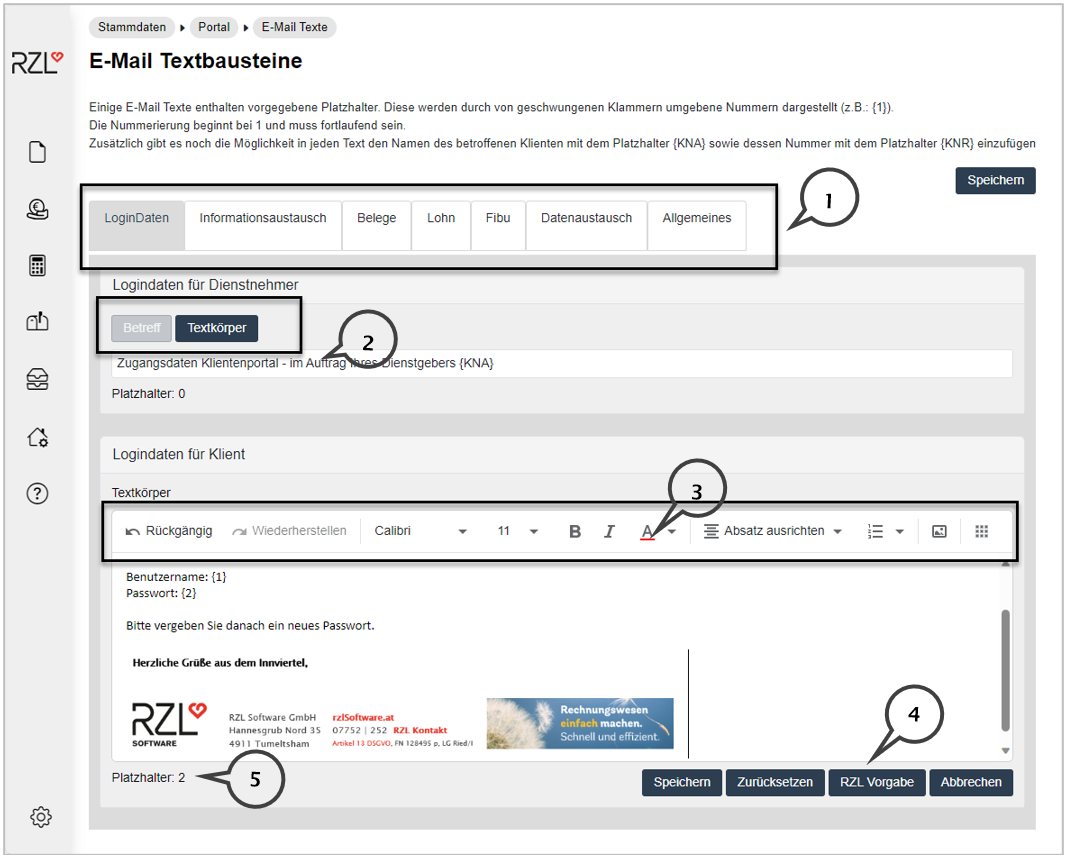 Stammdaten ▸ Portal ▸ E-Mail Texte
RZL
E-Mail Textbausteine
Einige E-Mail Texte enthalten vorgegebene Platzhalter. Diese werden durch von geschwungenen Klammern umgebene Nummern dargestellt (z.B.: {1}).
Die Nummerierung beginnt bei 1 und muss fortlaufend sein.
Zusätzlich gibt es noch die Möglichkeit in jeden Text den Namen des betroffenen Klienten mit dem Platzhalter {KNA} sowie dessen Nummer mit dem Platzhalter {KNR} einzufügen
Speichern
1
LoginDaten Informationsaustausch Belege Lohn Fibu Datenaustausch Allgemeines
Logindaten für Dienstnehmer
Betreff Textkörper
2
Zugangsdaten Klientenportal - im Auftrag Ihres Dienstgebers {KNA}
Platzhalter: 0
Logindaten für Klient
Textkörper
3
Rückgängig Wiederherstellen Calibri 11 B I A Absatz ausrichten
Benutzername: {1}
Passwort: {2}
Bitte vergeben Sie danach ein neues Passwort.
Herzliche Grüße aus dem Innviertel,
RZL
SOFTWARE
RZL Software GmbH rzlSoftware.at
Hannesgrub Nord 35 07752 | 252 RZL Kontakt
4911 Tumeltsham Artikel 13 DSGVO, FN 128495 p, LG Ried/I
Rechnungswesen
einfach machen.
Schnell und effizient.
4
Platzhalter: 2
5
Speichern Zurücksetzen RZL Vorgabe Abbrechen